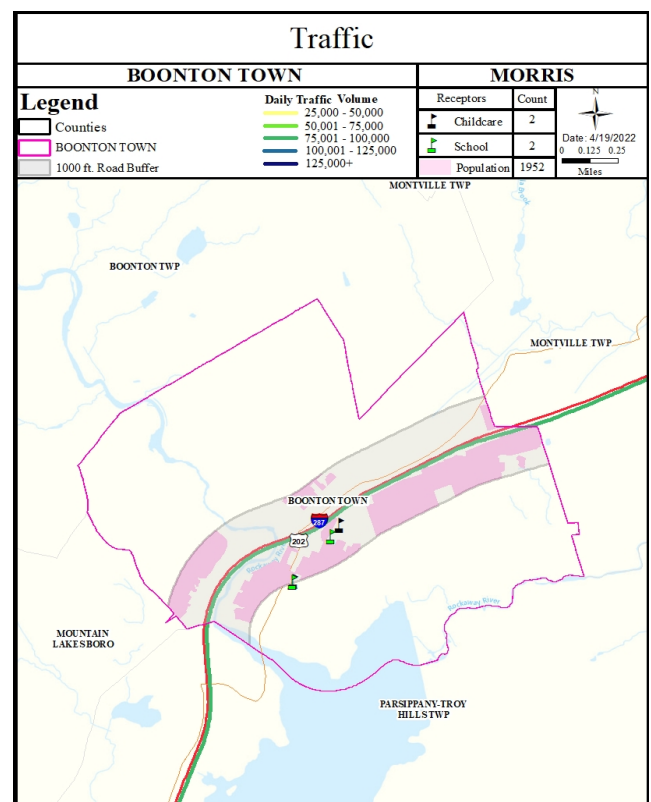 Traffic
BOONTON TOWN
MORRIS
Legend
Counties
BOONTON TOWN
1000 ft. Road Buffer
Daily Traffic Volume
25,000 - 50,000
50,001 - 75,000
75,001 - 100,000
100,001 - 125,000
125,000+
Receptors Count
Childcare 2
School 2
Population 1952
N
Date: 4/19/2022
0 0.125 0.25
Miles
MONTVILLE TWP
BOONTON TWP
MONTVILLE TWP
BOONTON TOWN
287
202
Rockaway River
MOUNTAIN
LAKES BORO
PARSIPPANY-TROY
HILLS TWP